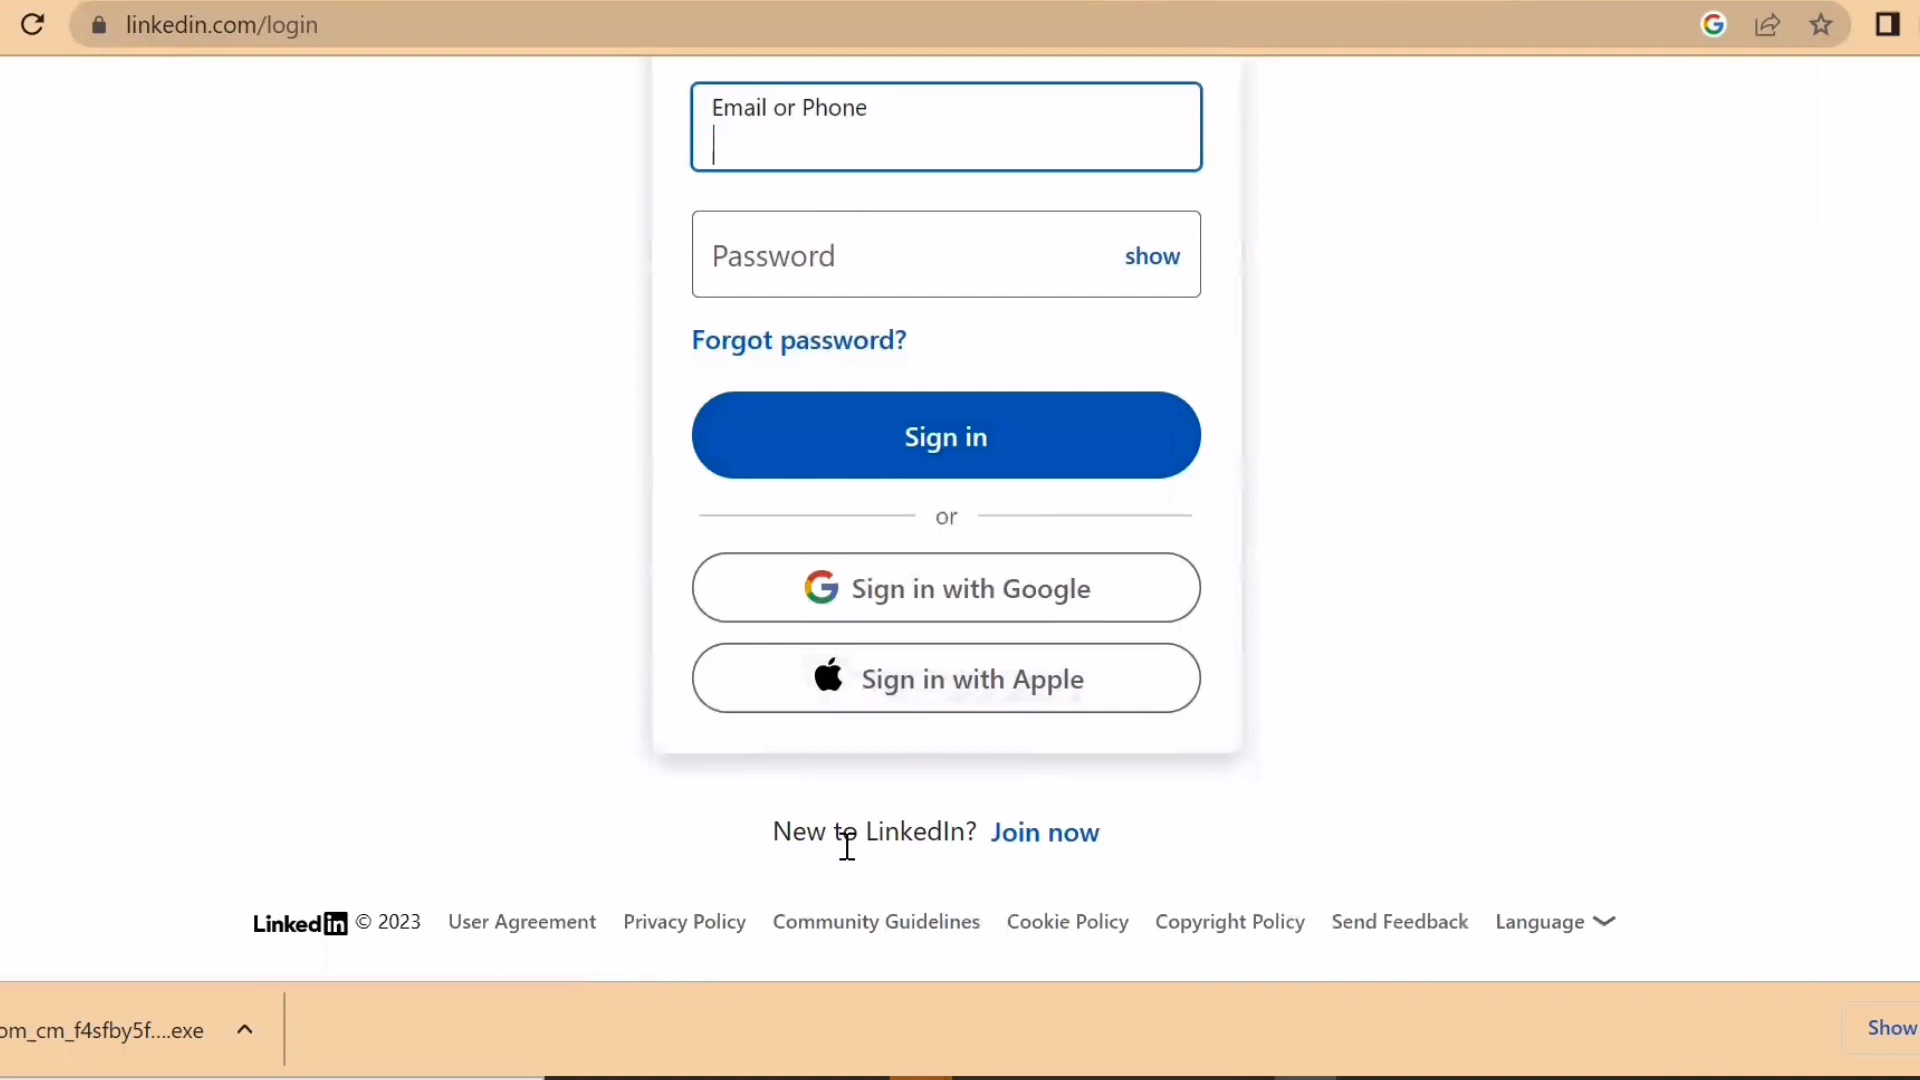 linkedin.com/login
Email or Phone
Password
show
Forgot password?
Sign in
or
Sign in with Google
Sign in with Apple
New to LinkedIn? Join now
Linkedin © 2023 User Agreement Privacy Policy Community Guidelines Cookie Policy Copyright Policy Send Feedback Language
om_cm_f4sfby5f....exe
Show